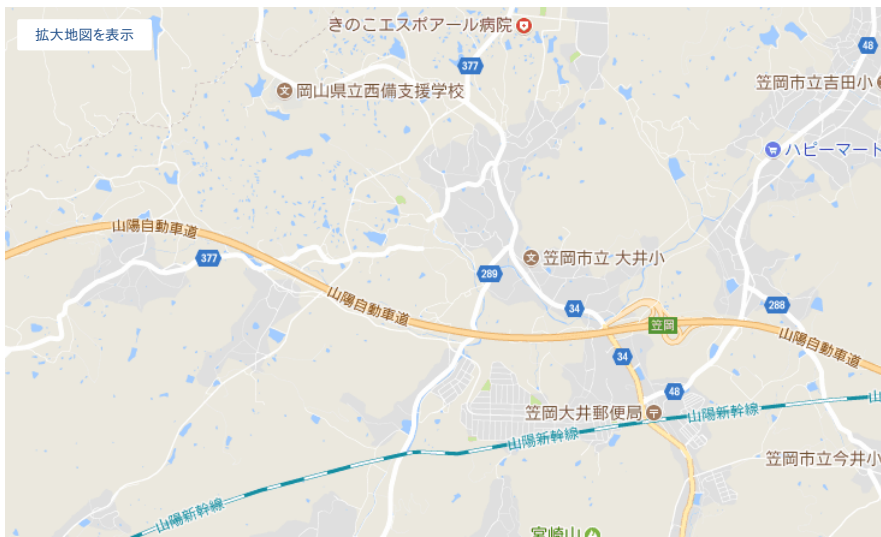 拡大地図を表示
きのこエスポアール病院
48
377
笠岡市立吉田小
岡山県立西備支援学校
ハピーマート
山陽自動車道
377
289
笠岡市立 大井小
山陽自動車道
34
288
笠岡
34
山陽自動車道
48
笠岡大井郵便局
山陽新幹線
山陽新幹線
山
笠岡市立今井小
山陽新幹線
宮崎山